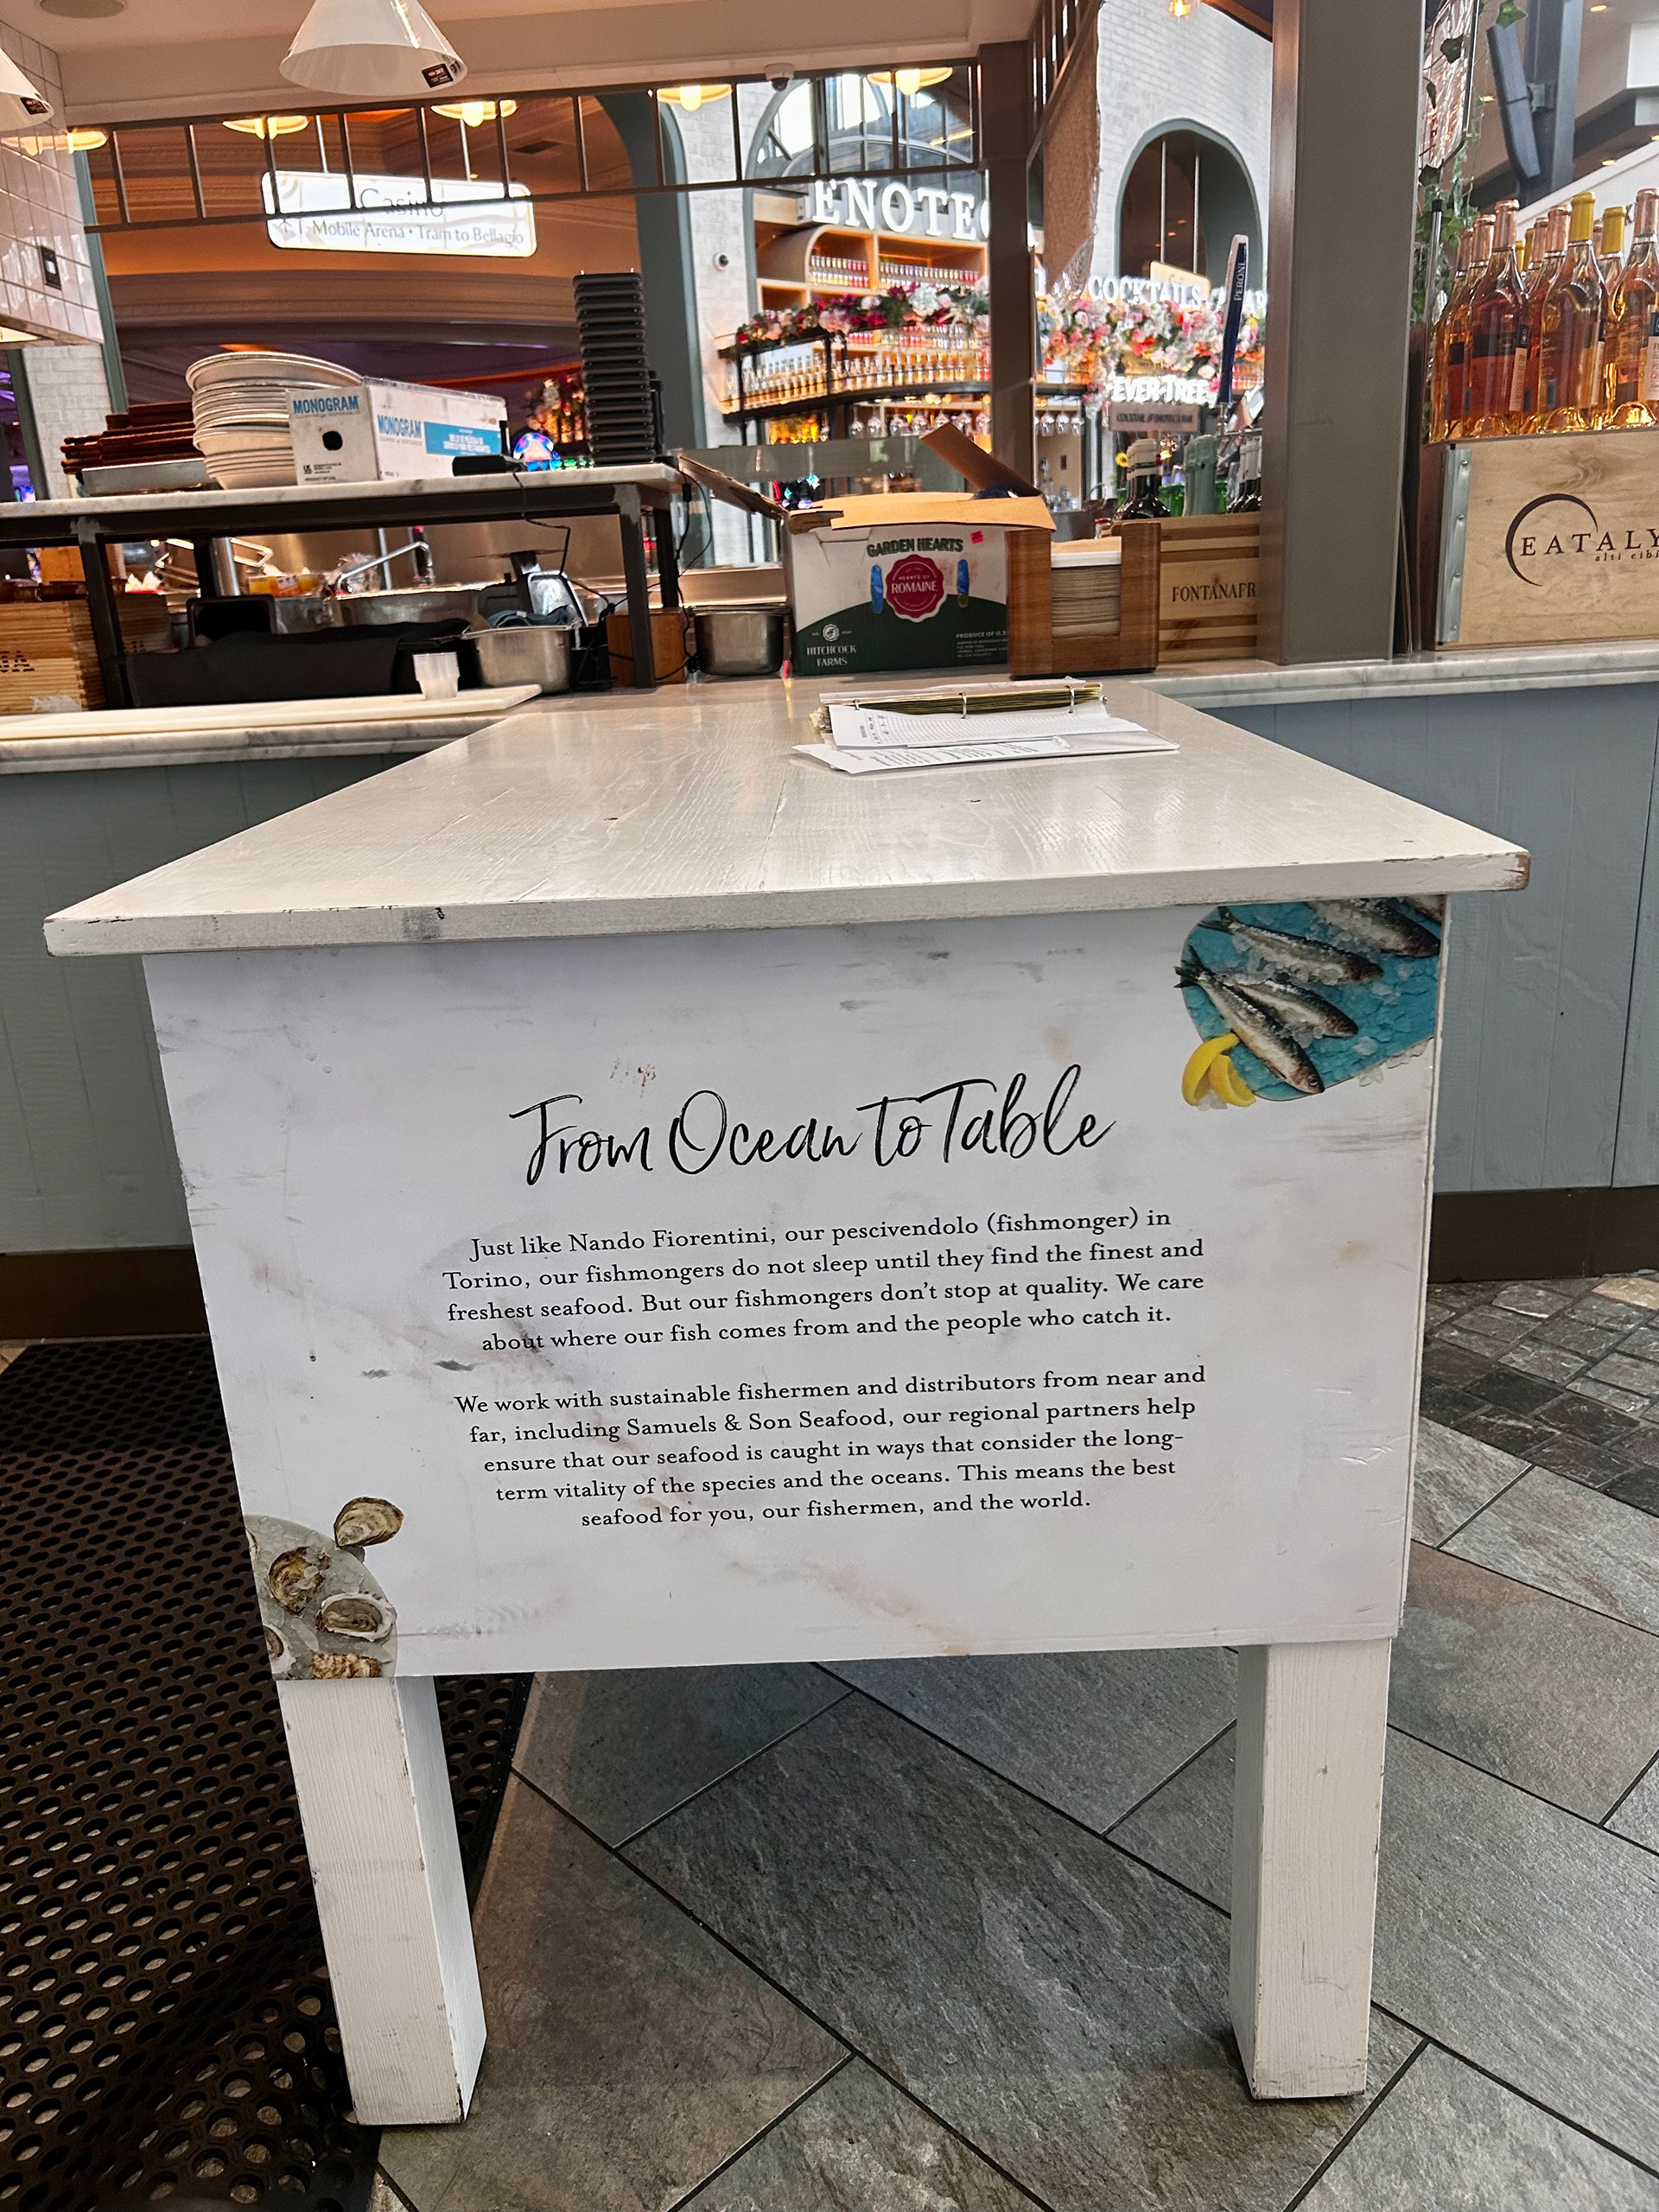 Casino
Mobile Arena • Tram to Bellagio
COCKTAILS
PERONI
EVER-TREE
MONOGRAM
MONOGRAM
GARDEN HEARTS
HEARTS OF
ROMAINE
HITCHCOCK
FARMS
PRODUCE OF U.S.
FONTANAFR
EATALY
alti cibi
From Ocean to Table
Just like Nando Fiorentini, our pescivendolo (fishmonger) in
Torino, our fishmongers do not sleep until they find the finest and
freshest seafood. But our fishmongers don't stop at quality. We care
about where our fish comes from and the people who catch it.
We work with sustainable fishermen and distributors from near and
far, including Samuels & Son Seafood, our regional partners help
ensure that our seafood is caught in ways that consider the long-
term vitality of the species and the oceans. This means the best
seafood for you, our fishermen, and the world.